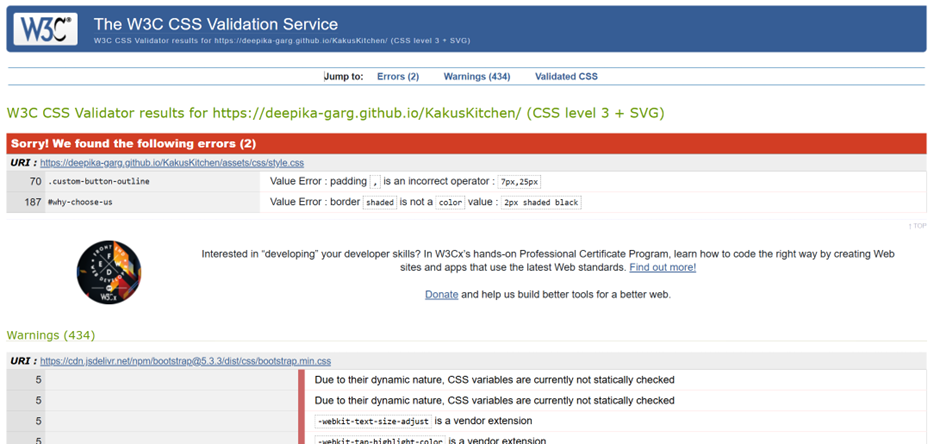 W3C®
The W3C CSS Validation Service
W3C CSS Validator results for https://deepika-garg.github.io/KakusKitchen/ (CSS level 3 + SVG)
Jump to: Errors (2) Warnings (434) Validated CSS
W3C CSS Validator results for https://deepika-garg.github.io/KakusKitchen/ (CSS level 3 + SVG)
Sorry! We found the following errors (2)
URI : https://deepika-garg.github.io/KakusKitchen/assets/css/style.css
70 .custom-button-outline Value Error : padding , is an incorrect operator : 7px,25px
187 #why-choose-us Value Error : border shaded is not a color value : 2px shaded black
↑ TOP
Interested in “developing” your developer skills? In W3Cx’s hands-on Professional Certificate Program, learn how to code the right way by creating Web
sites and apps that use the latest Web standards. Find out more!
FRONT END WEB DEVELOPER
F E D
W3Cx
Donate and help us build better tools for a better web.
Warnings (434)
URI : https://cdn.jsdelivr.net/npm/bootstrap@5.3.3/dist/css/bootstrap.min.css
5 Due to their dynamic nature, CSS variables are currently not statically checked
5 Due to their dynamic nature, CSS variables are currently not statically checked
5 -webkit-text-size-adjust is a vendor extension
5 -webkit-tap-highlight-color is a vendor extension